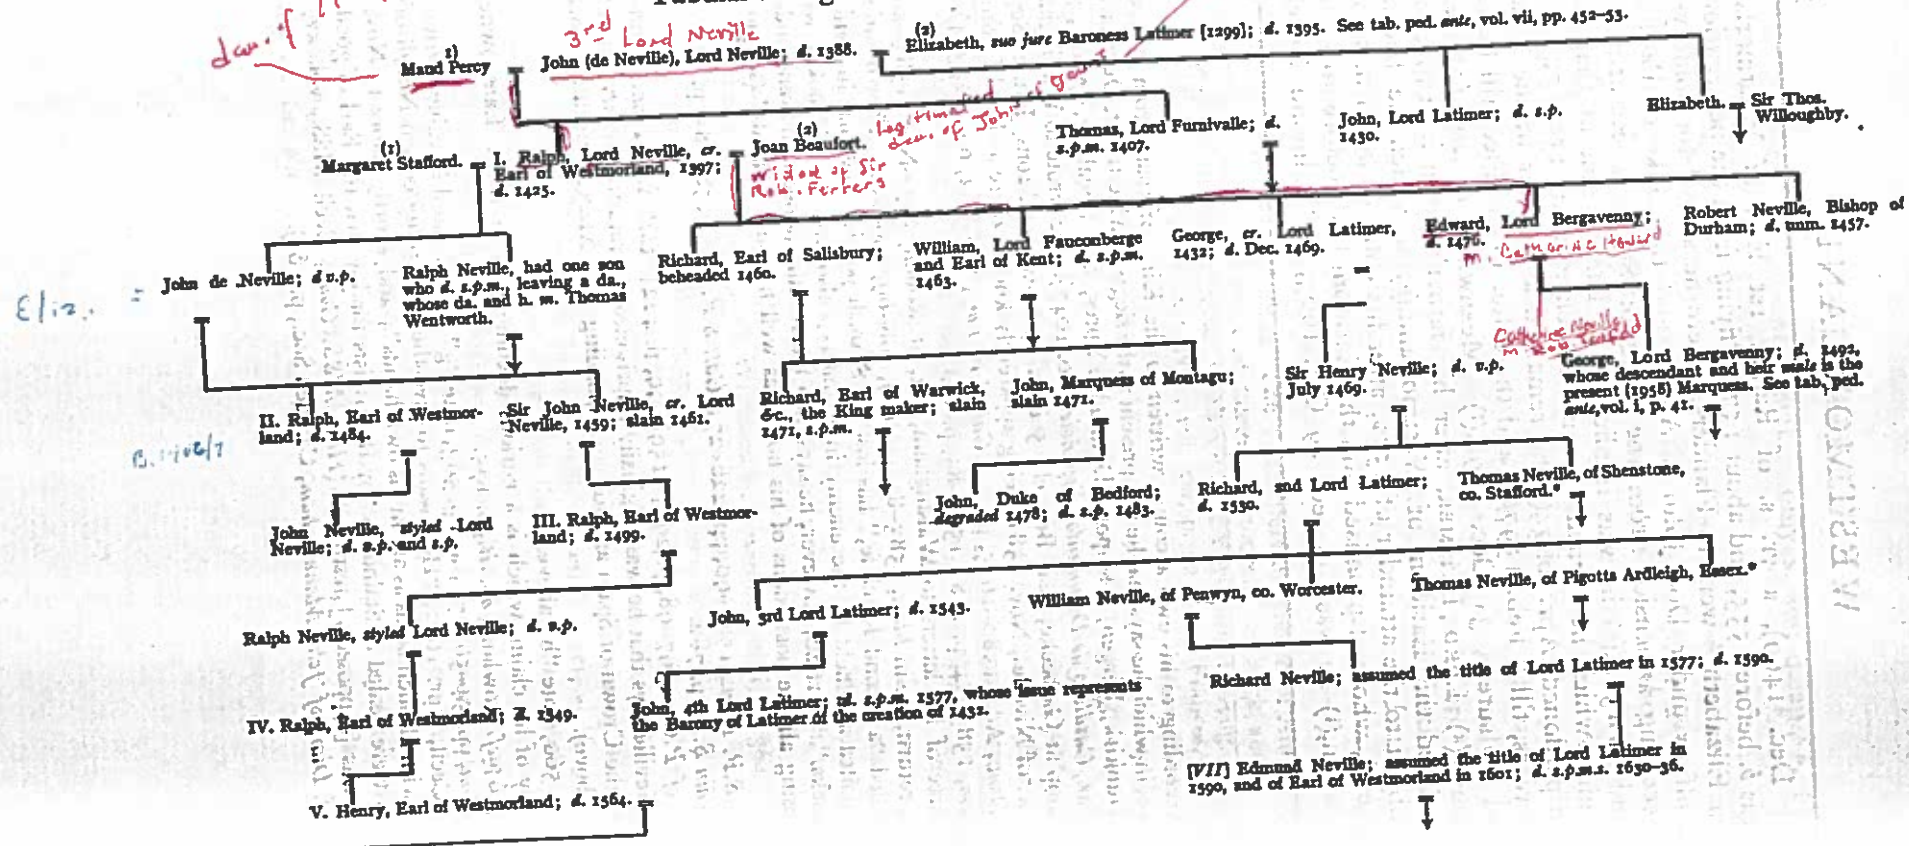 dau. of
3rd Lord Neville
1)
Maud Percy
John (de Neville), Lord Neville; d. 1388.
(2)
Elizabeth, suo jure Baroness Latimer [1299]; d. 1395. See tab. ped. ante, vol. vii, pp. 452-53.
(1)
Margaret Stafford.
I. Ralph, Lord Neville, cr.
Earl of Westmorland, 1397;
d. 1425.
(2)
Joan Beaufort.
Legitimatied
dau. of John of Gaunt
Widow of Sir
Rob. Ferrers
Thomas, Lord Furnivalle; d.
s.p.m. 1407.
John, Lord Latimer; d. s.p.
1430.
Elizabeth.
Sir Thos.
Willoughby.
John de Neville; d v.p.
Ralph Neville, had one son
who d. s.p.m., leaving a da.,
whose da. and h. m. Thomas
Wentworth.
Richard, Earl of Salisbury;
beheaded 1460.
William, Lord Fauconberge
and Earl of Kent; d. s.p.m.
1463.
George, cr. Lord Latimer,
1432; d. Dec. 1469.
Edward, Lord Bergavenny;
d. 1476.
m. Catharine Howard
Robert Neville, Bishop of
Durham; d. unm. 1457.
Eliz. =
II. Ralph, Earl of Westmor-
land; d. 1484.
Sir John Neville, cr. Lord
Neville, 1459; slain 1461.
Richard, Earl of Warwick,
&c., the King maker; slain
1471, s.p.m.
John, Marquess of Montagu;
slain 1471.
Sir Henry Neville; d. v.p.
July 1469.
Catherine Neville
m. Rob
George, Lord Bergavenny; d. 1492,
whose descendant and heir male is the
present (1958) Marquess. See tab. ped.
ante, vol. i, p. 41.
John Neville, styled Lord
Neville; d. v.p. and s.p.
III. Ralph, Earl of Westmor-
land; d. 1499.
John, Duke of Bedford;
degraded 1478; d. s.p. 1483.
Richard, 2nd Lord Latimer;
d. 1530.
Thomas Neville, of Shenstone,
co. Stafford.*
Ralph Neville, styled Lord Neville; d. v.p.
John, 3rd Lord Latimer; d. 1543.
William Neville, of Penwyn, co. Worcester.
Thomas Neville, of Pigotts Ardleigh, Essex.*
IV. Ralph, Earl of Westmorland; d. 1549.
John, 4th Lord Latimer; d. s.p.m. 1577, whose issue represents
the Barony of Latimer of the creation of 1432.
Richard Neville; assumed the title of Lord Latimer in 1577; d. 1590.
V. Henry, Earl of Westmorland; d. 1564.
[VII] Edmund Neville; assumed the title of Lord Latimer in
1590, and of Earl of Westmorland in 1601; d. s.p.m.s. 1630-36.